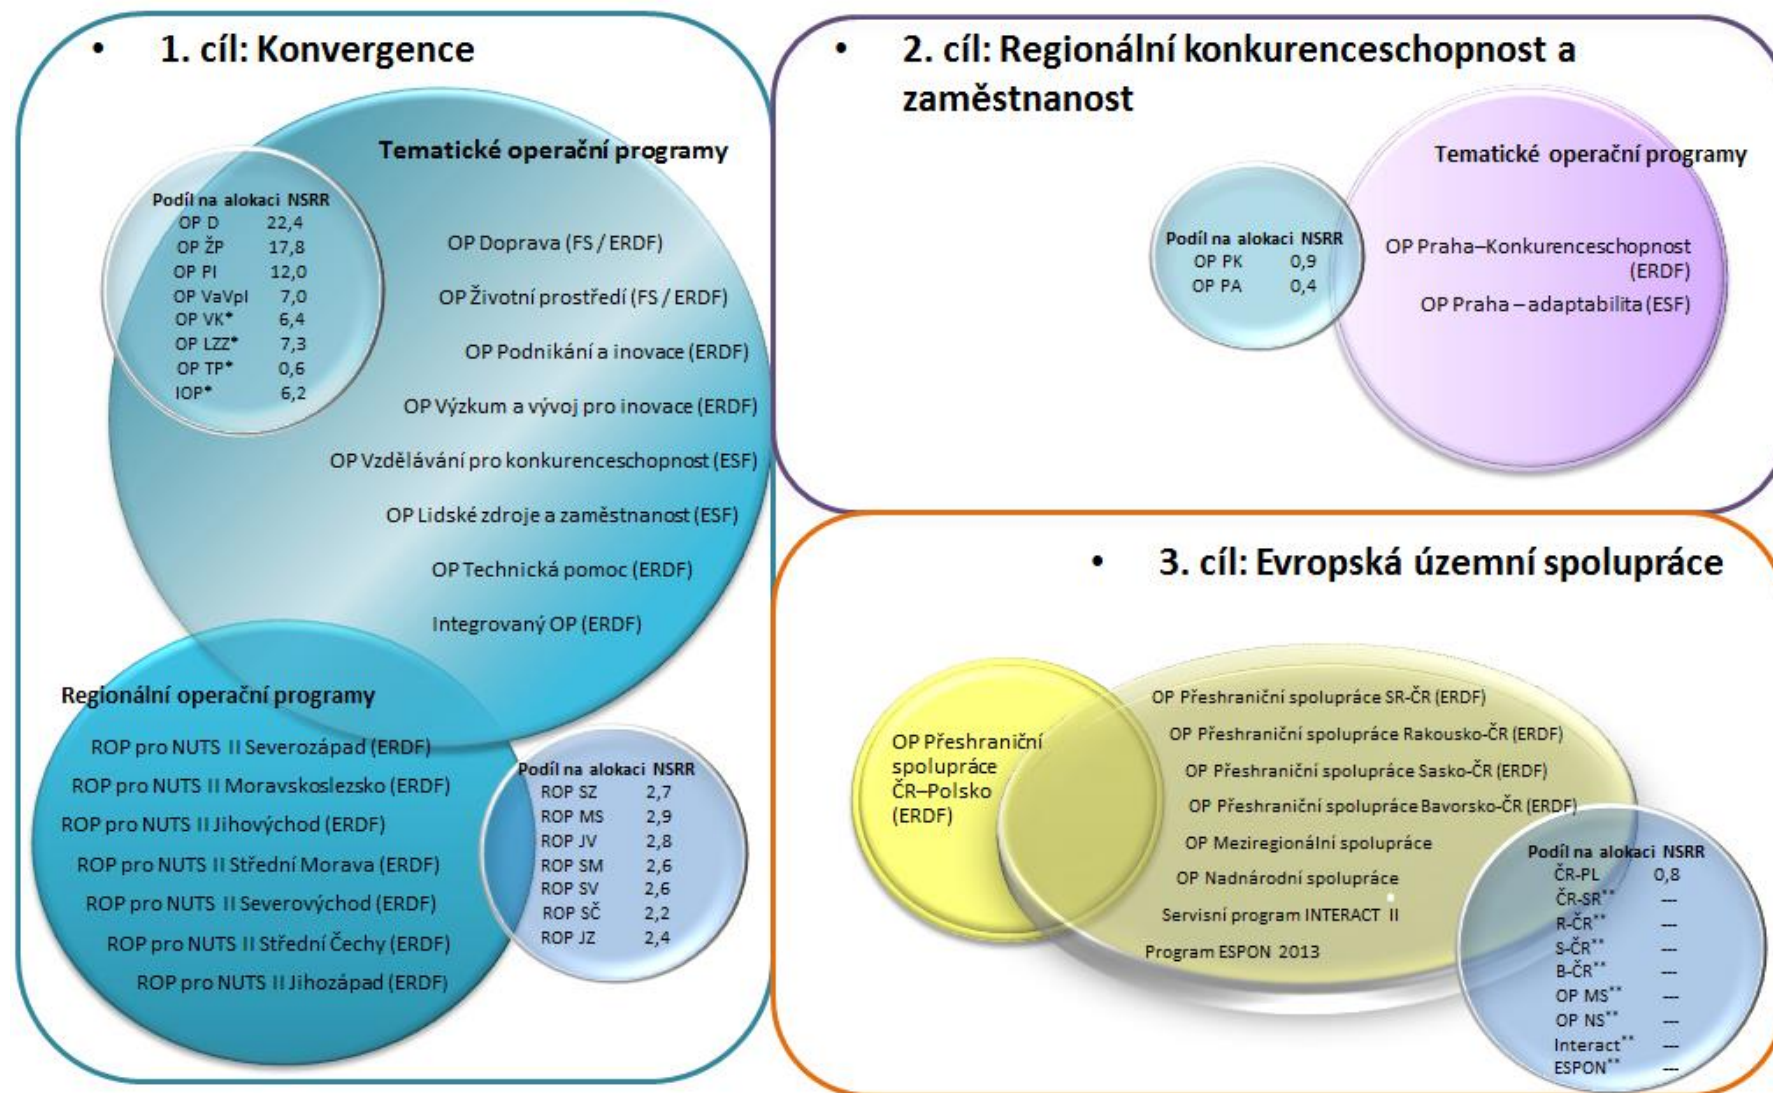 • 1. cíl: Konvergence
Tematické operační programy
Podíl na alokaci NSRR
OP D 22,4
OP ŽP 17,8
OP PI 12,0
OP VaVpI 7,0
OP VK* 6,4
OP LZZ* 7,3
OP TP* 0,6
IOP* 6,2
OP Doprava (FS / ERDF)
OP Životní prostředí (FS / ERDF)
OP Podnikání a inovace (ERDF)
OP Výzkum a vývoj pro inovace (ERDF)
OP Vzdělávání pro konkurenceschopnost (ESF)
OP Lidské zdroje a zaměstnanost (ESF)
OP Technická pomoc (ERDF)
Integrovaný OP (ERDF)
Regionální operační programy
ROP pro NUTS II Severozápad (ERDF)
ROP pro NUTS II Moravskoslezsko (ERDF)
ROP pro NUTS II Jihovýchod (ERDF)
ROP pro NUTS II Střední Morava (ERDF)
ROP pro NUTS II Severovýchod (ERDF)
ROP pro NUTS II Střední Čechy (ERDF)
ROP pro NUTS II Jihozápad (ERDF)
Podíl na alokaci NSRR
ROP SZ 2,7
ROP MS 2,9
ROP JV 2,8
ROP SM 2,6
ROP SV 2,6
ROP SČ 2,2
ROP JZ 2,4
• 2. cíl: Regionální konkurenceschopnost a
zaměstnanost
Tematické operační programy
Podíl na alokaci NSRR
OP PK 0,9
OP PA 0,4
OP Praha–Konkurenceschopnost
(ERDF)
OP Praha – adaptabilita (ESF)
• 3. cíl: Evropská územní spolupráce
OP Přeshraniční
spolupráce
ČR–Polsko
(ERDF)
OP Přeshraniční spolupráce SR-ČR (ERDF)
OP Přeshraniční spolupráce Rakousko-ČR (ERDF)
OP Přeshraniční spolupráce Sasko-ČR (ERDF)
OP Přeshraniční spolupráce Bavorsko-ČR (ERDF)
OP Meziregionální spolupráce
OP Nadnárodní spolupráce
Servisní program INTERACT II
Program ESPON 2013
Podíl na alokaci NSRR
ČR-PL 0,8
ČR-SR** ---
R-ČR** ---
S-ČR** ---
B-ČR** ---
OP MS** ---
OP NS** ---
Interact** ---
ESPON** ---